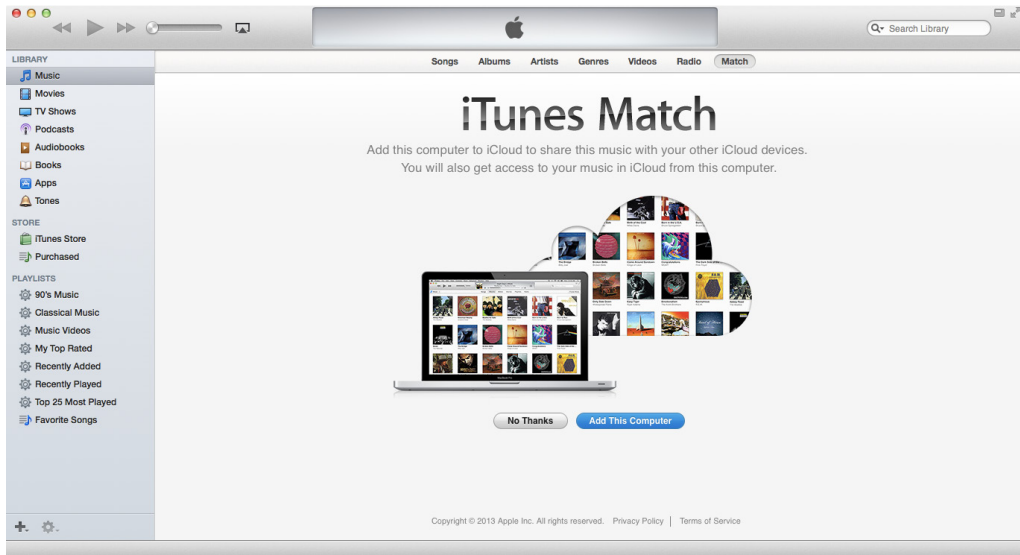 Search Library
LIBRARY
Music
Movies
TV Shows
Podcasts
Audiobooks
Books
Apps
Tones
STORE
iTunes Store
Purchased
PLAYLISTS
90's Music
Classical Music
Music Videos
My Top Rated
Recently Added
Recently Played
Top 25 Most Played
Favorite Songs
Songs Albums Artists Genres Videos Radio Match
iTunes Match
Add this computer to iCloud to share this music with your other iCloud devices.
You will also get access to your music in iCloud from this computer.
No Thanks Add This Computer
Copyright © 2013 Apple Inc. All rights reserved. Privacy Policy | Terms of Service